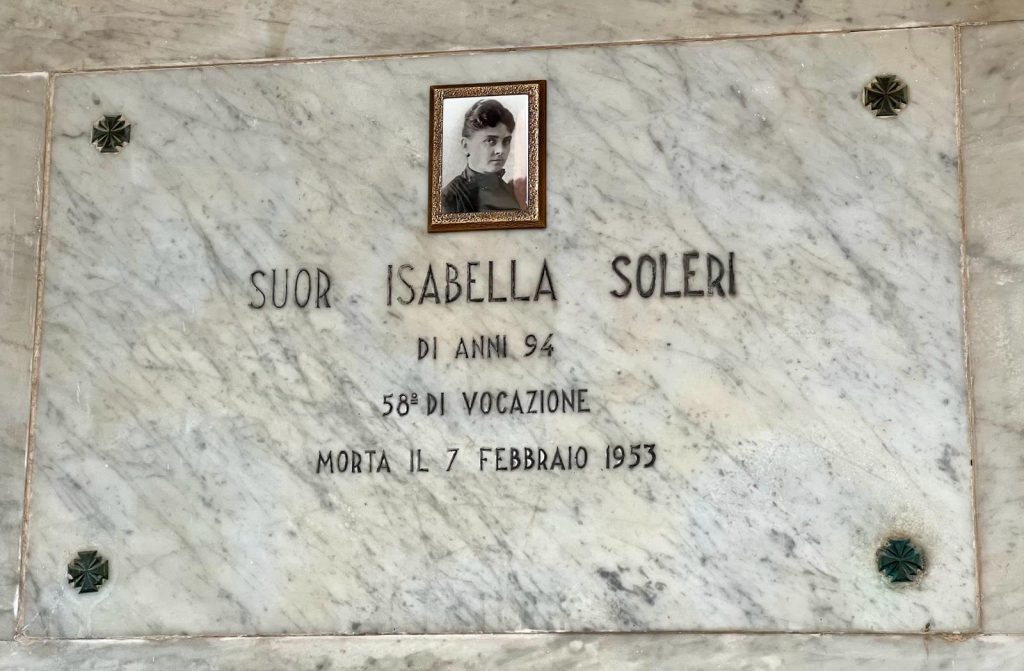 SUOR ISABELLA SOLERI
DI ANNI 94
58º DI VOCAZIONE
MORTA IL 7 FEBBRAIO 1953